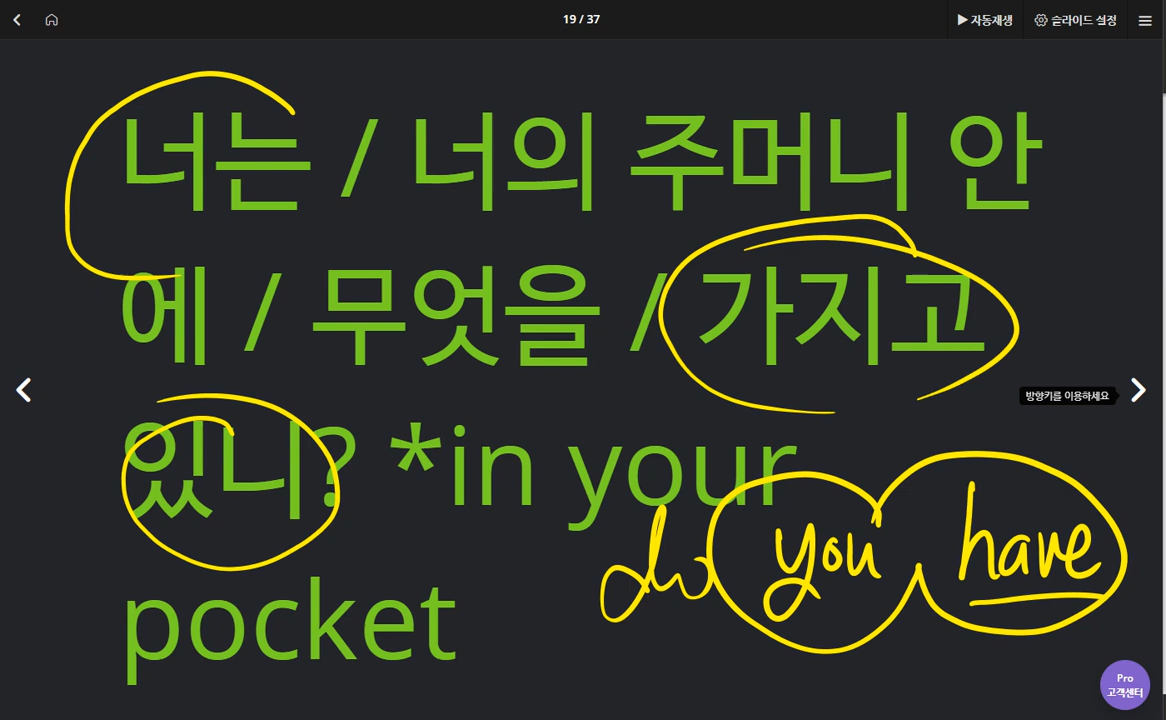 19 / 37
▶ 자동재생
슬라이드 설정
너는 / 너의 주머니 안
에 / 무엇을 / 가지고
방향키를 이용하세요
있니? *in your
do you have
pocket
Pro
고객센터